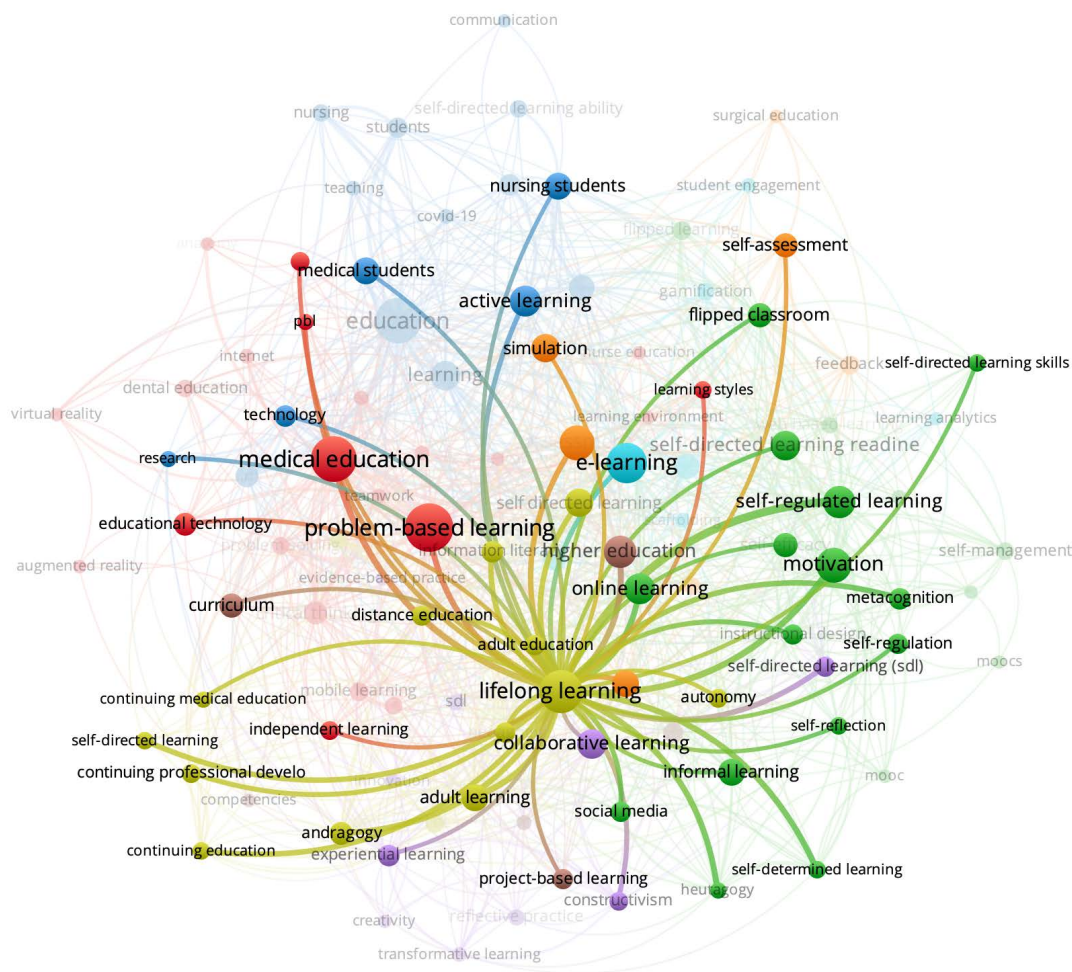 communication
nursing
self-directed learning ability
students
surgical education
teaching
nursing students
student engagement
covid-19
flipped learning
self-assessment
medical students
gamification
active learning
flipped classroom
pbl
education
simulation
internet
nurse education
feedback
self-directed learning skills
learning
dental education
learning styles
virtual reality
technology
learning environment
learning analytics
self-directed learning readine
research
medical education
e-learning
teamwork
self directed learning
self-regulated learning
educational technology
problem-based learning
scaffolding
information literac
higher education
self-management
augmented reality
evidence-based practice
online learning
motivation
metacognition
curriculum
distance education
instructional design
adult education
self-regulation
moocs
self-directed learning (sdl)
lifelong learning
mobile learning
continuing medical education
sdl
autonomy
independent learning
self-reflection
self-directed learning
collaborative learning
continuing professional develo
informal learning
mooc
innovation
competencies
adult learning
social media
andragogy
continuing education
experiential learning
self-determined learning
project-based learning
heutagogy
constructivism
creativity
reflective practice
transformative learning